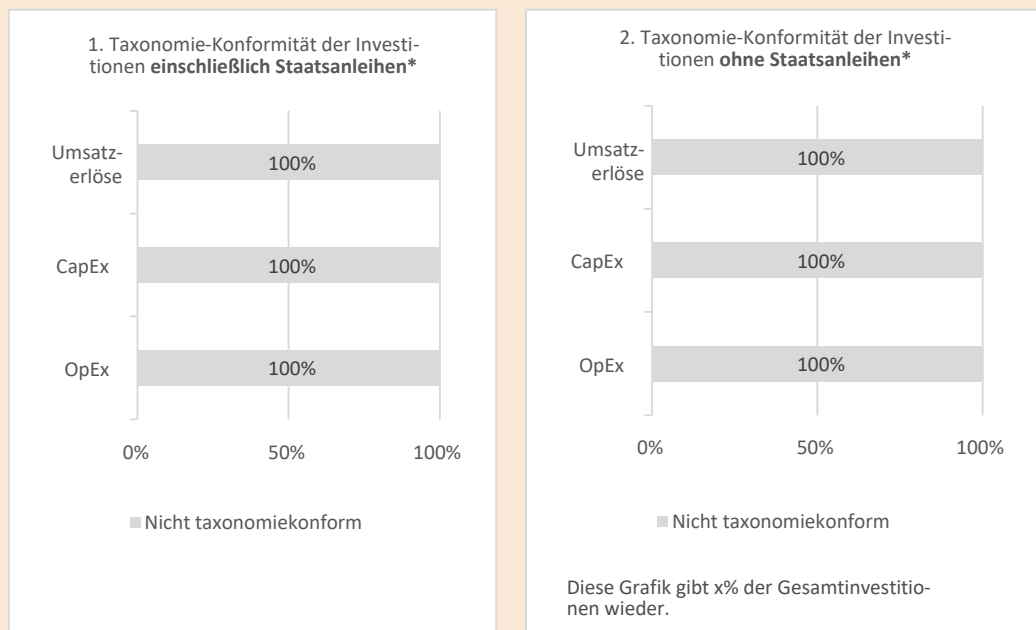 1. Taxonomie-Konformität der Investi-
tionen einschließlich Staatsanleihen*
Umsatz-
erlöse
100%
CapEx
100%
OpEx
100%
0%
50%
100%
Nicht taxonomiekonform
2. Taxonomie-Konformität der Investi-
tionen ohne Staatsanleihen*
Umsatz-
erlöse
100%
CapEx
100%
OpEx
100%
0%
50%
100%
Nicht taxonomiekonform
Diese Grafik gibt x% der Gesamtinvestitio-
nen wieder.